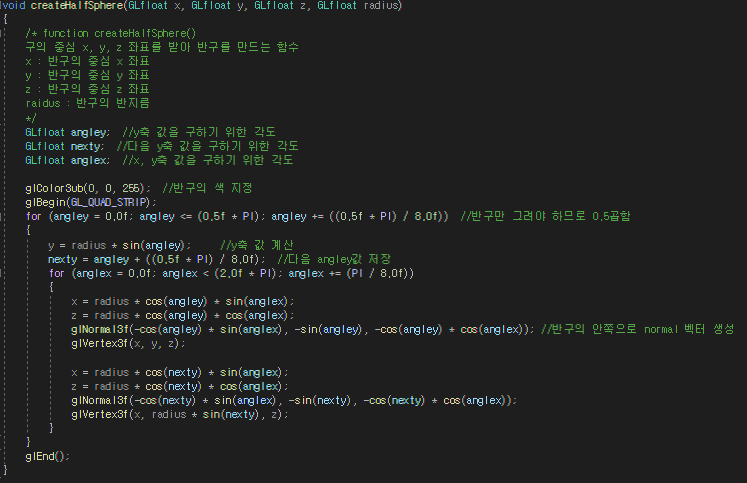 void createHalfSphere(GLfloat x, GLfloat y, GLfloat z, GLfloat radius)
{
/* function createHalfSphere()
구의 중심 x, y, z 좌표를 받아 반구를 만드는 함수
x : 반구의 중심 x 좌표
y : 반구의 중심 y 좌표
z : 반구의 중심 z 좌표
raidus : 반구의 반지름
*/
GLfloat angley; //y축 값을 구하기 위한 각도
GLfloat nexty; //다음 y축 값을 구하기 위한 각도
GLfloat anglex; //x, y축 값을 구하기 위한 각도
glColor3ub(0, 0, 255); //반구의 색 지정
glBegin(GL_QUAD_STRIP);
for (angley = 0.0f; angley <= (0.5f * PI); angley += ((0.5f * PI) / 8.0f)) //반구만 그려야 하므로 0.5곱함
{
y = radius * sin(angley); //y축 값 계산
nexty = angley + ((0.5f * PI) / 8.0f); //다음 angley값 저장
for (anglex = 0.0f; anglex < (2.0f * PI); anglex += (PI / 8.0f))
{
x = radius * cos(angley) * sin(anglex);
z = radius * cos(angley) * cos(anglex);
glNormal3f(-cos(angley) * sin(anglex), -sin(angley), -cos(angley) * cos(anglex)); //반구의 안쪽으로 normal 벡터 생성
glVertex3f(x, y, z);
x = radius * cos(nexty) * sin(anglex);
z = radius * cos(nexty) * cos(anglex);
glNormal3f(-cos(nexty) * sin(anglex), -sin(nexty), -cos(nexty) * cos(anglex));
glVertex3f(x, radius * sin(nexty), z);
}
}
glEnd();
}